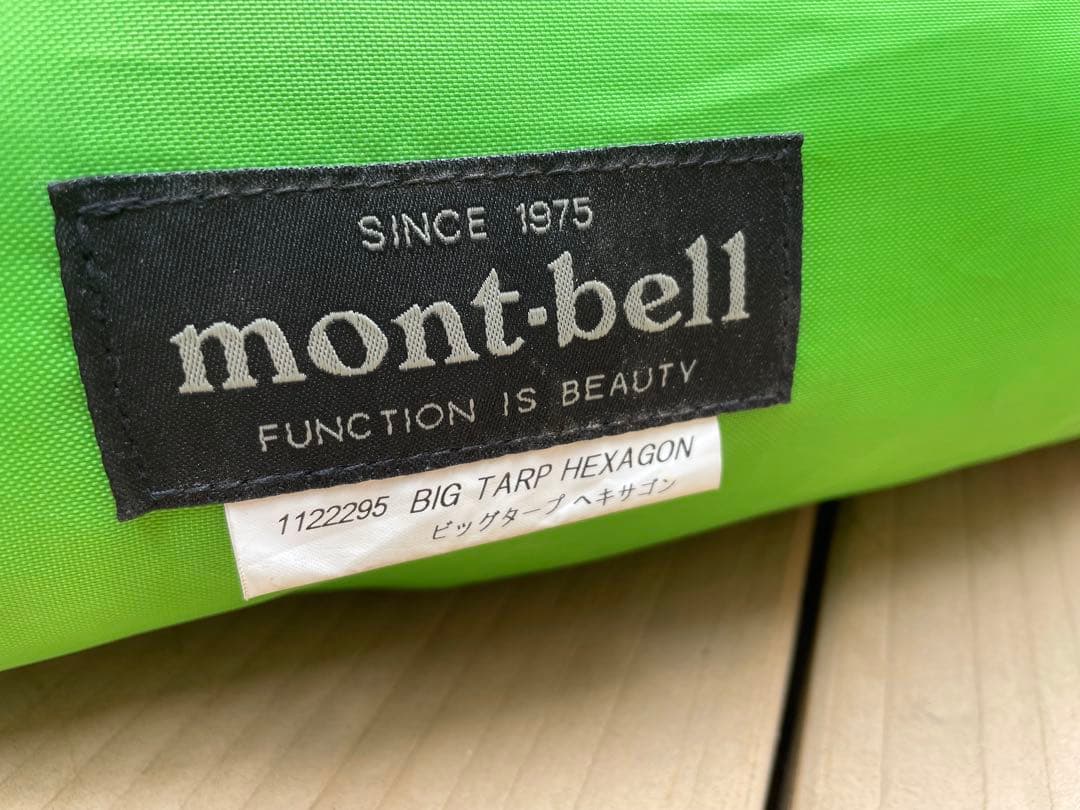 SINCE 1975
mont-bell
FUNCTION IS BEAUTY
1122295 BIG TARP HEXAGON
ビッグタープ ヘキサゴン